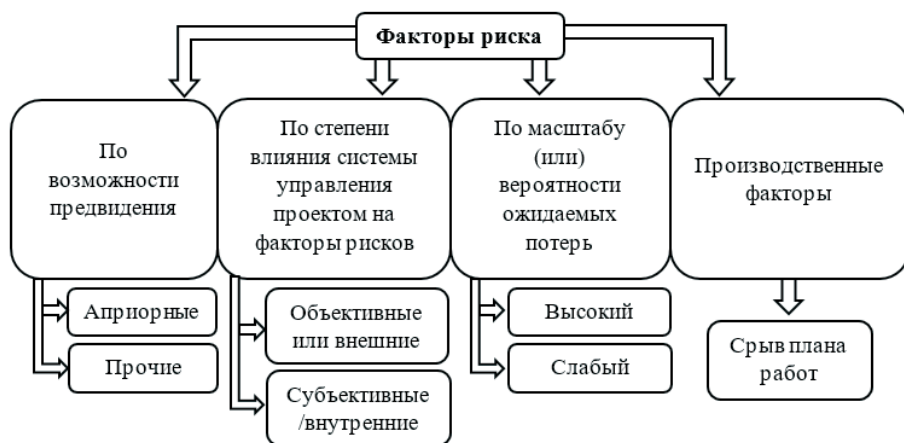 Факторы риска
По
возможности
предвидения
По степени
влияния системы
управления
проектом на
факторы рисков
По масштабу
(или)
вероятности
ожидаемых
потерь
Производственные
факторы
Априорные
Прочие
Объективные
или внешние
Субъективные
/внутренние
Высокий
Слабый
Срыв плана
работ